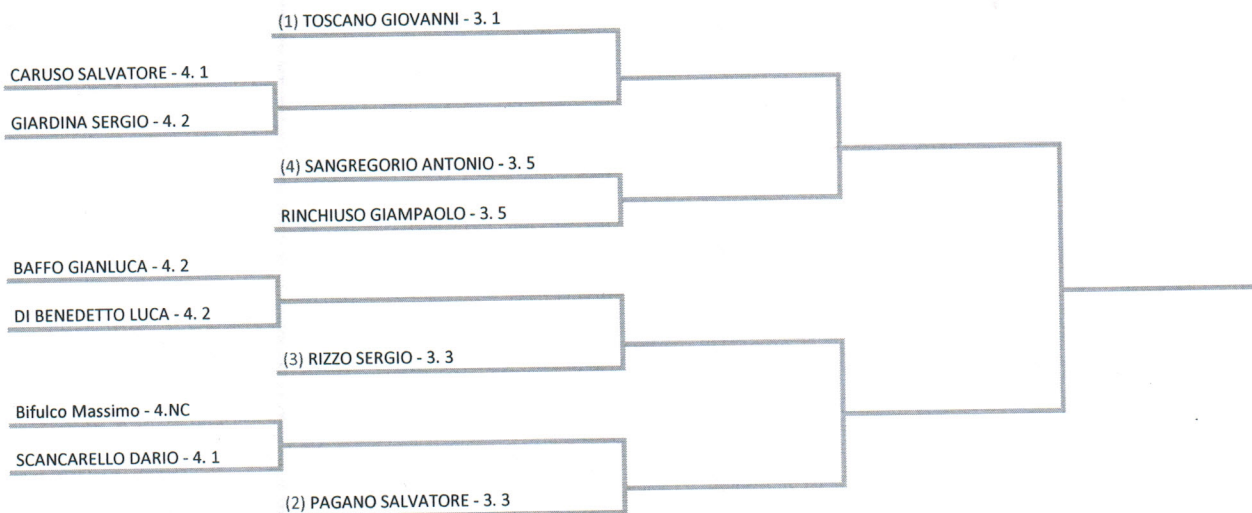 (1) TOSCANO GIOVANNI - 3. 1
CARUSO SALVATORE - 4. 1
GIARDINA SERGIO - 4. 2
(4) SANGREGORIO ANTONIO - 3. 5
RINCHIUSO GIAMPAOLO - 3. 5
BAFFO GIANLUCA - 4. 2
DI BENEDETTO LUCA - 4. 2
(3) RIZZO SERGIO - 3. 3
Bifulco Massimo - 4.NC
SCANCARELLO DARIO - 4. 1
(2) PAGANO SALVATORE - 3. 3